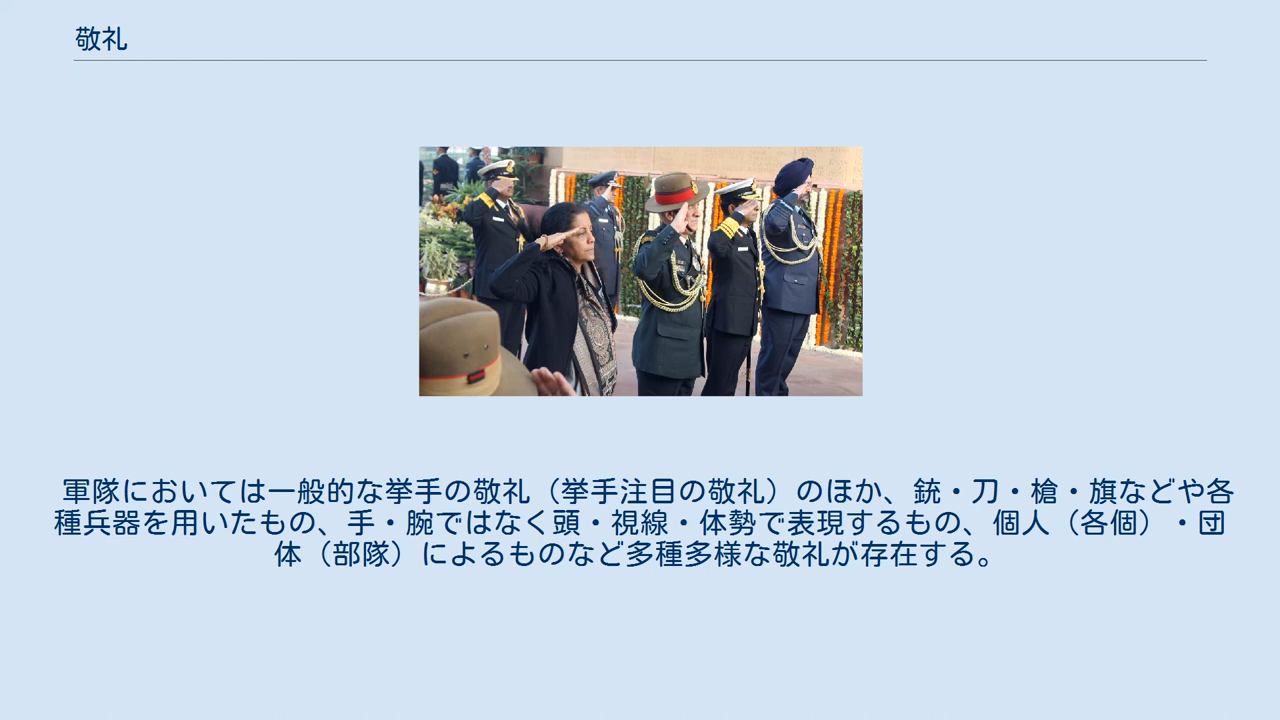 敬礼
軍隊においては一般的な挙手の敬礼（挙手注目の敬礼）のほか、銃・刀・槍・旗などや各
種兵器を用いたもの、手・腕ではなく頭・視線・体勢で表現するもの、個人（各個）・団
体（部隊）によるものなど多種多様な敬礼が存在する。